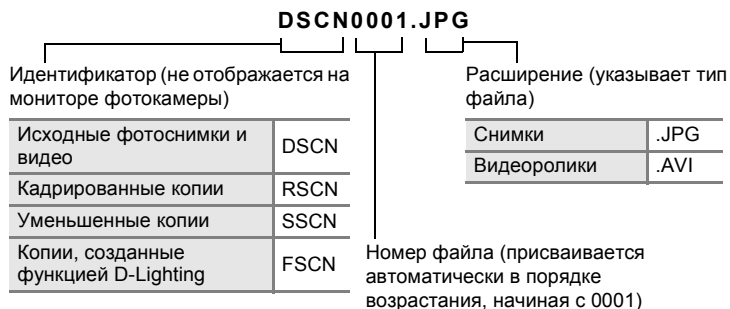 DSCN0001.JPG
Идентификатор (не отображается на
мониторе фотокамеры)
Исходные фотоснимки и
видео
DSCN
Кадрированные копии
RSCN
Уменьшенные копии
SSCN
Копии, созданные
функцией D-Lighting
FSCN
Номер файла (присваивается
автоматически в порядке
возрастания, начиная с 0001)
Расширение (указывает тип
файла)
Снимки
.JPG
Видеоролики
.AVI